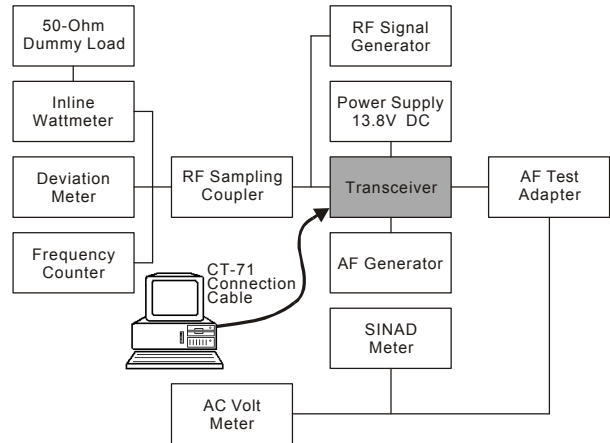 50-Ohm
Dummy Load
RF Signal
Generator
Inline
Wattmeter
Power Supply
13.8V DC
Deviation
Meter
RF Sampling
Coupler
Transceiver
AF Test
Adapter
Frequency
Counter
CT-71
Connection
Cable
AF Generator
SINAD
Meter
AC Volt
Meter